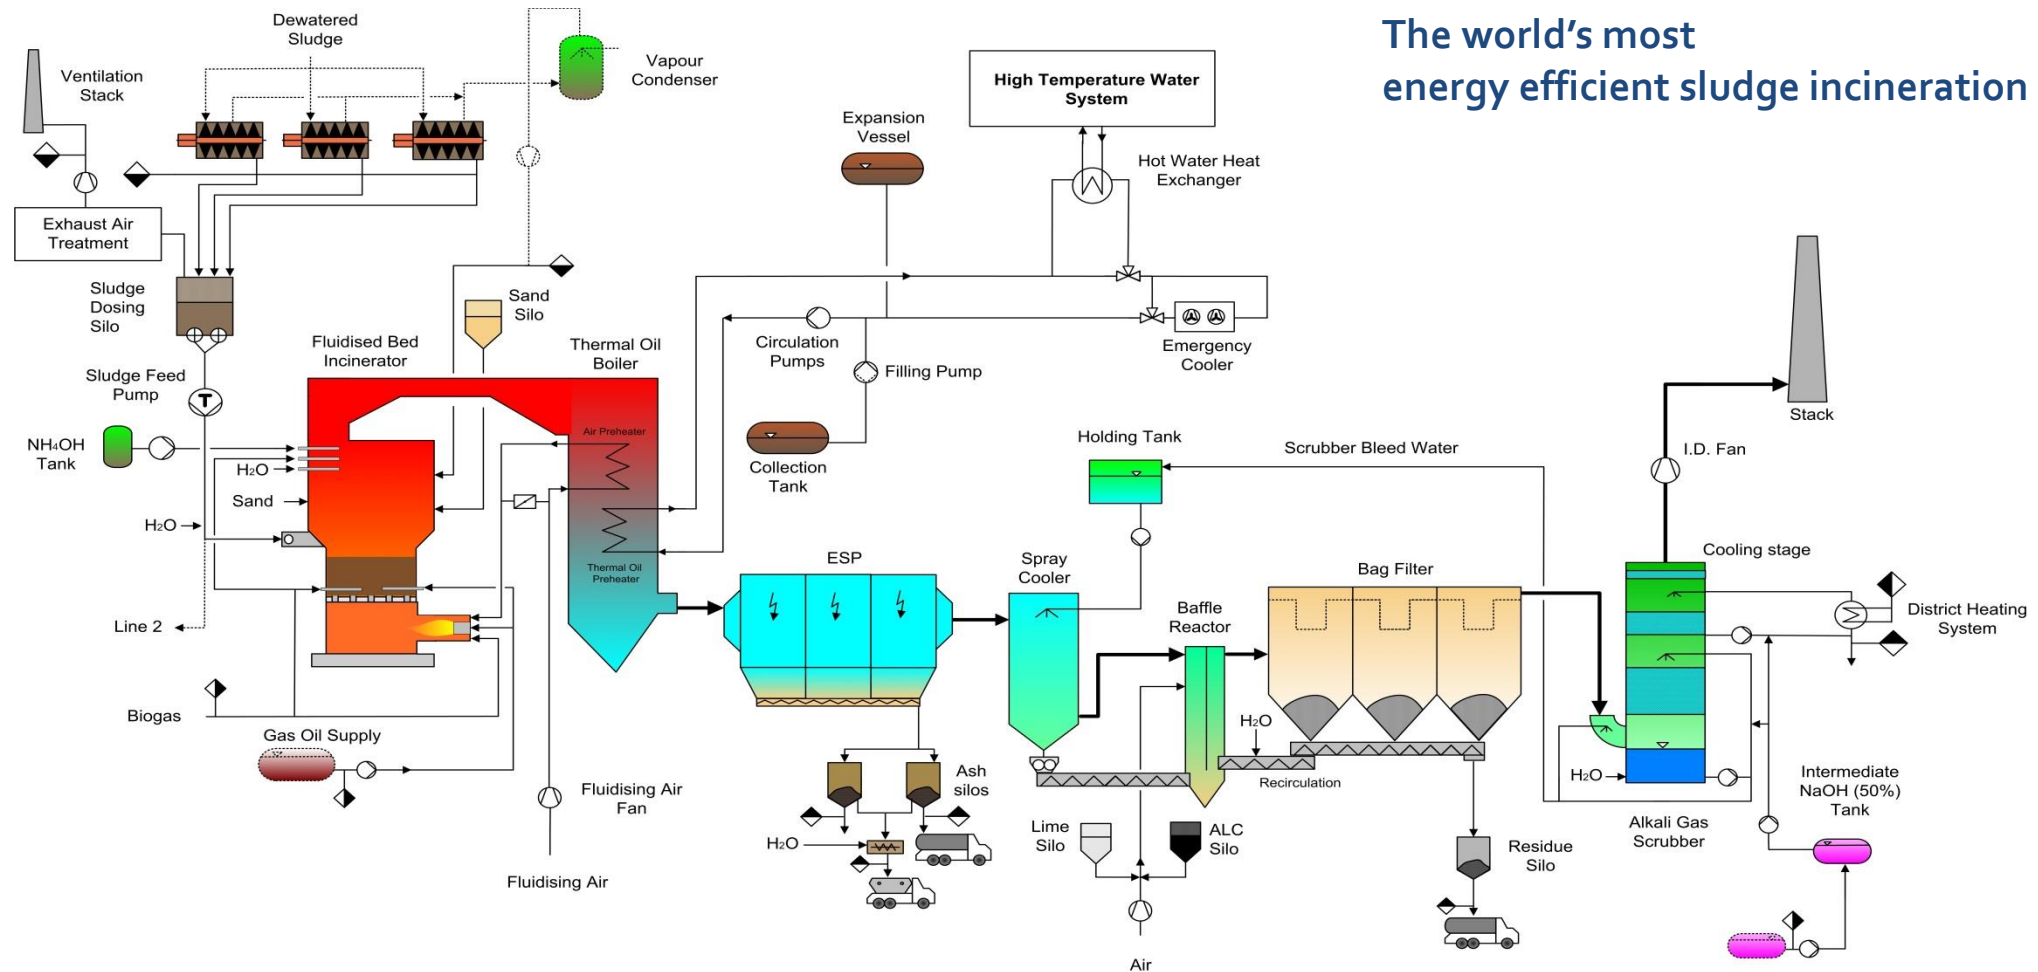 The world's most
energy efficient sludge incineration
Dewatered
Sludge
Ventilation
Stack
Vapour
Condenser
High Temperature Water
System
Expansion
Vessel
Hot Water Heat
Exchanger
Exhaust Air
Treatment
Sludge
Dosing
Silo
Sand
Silo
Fluidised Bed
Incinerator
Thermal Oil
Boiler
Circulation
Pumps
Emergency
Cooler
Filling Pump
Sludge Feed
Pump
T
Stack
NH4OH
Tank
Air Preheater
Holding Tank
Scrubber Bleed Water
I.D. Fan
H2O
Collection
Tank
Sand
H2O
Thermal Oil
Preheater
ESP
Spray
Cooler
Bag Filter
Cooling stage
Baffle
Reactor
District Heating
System
Line 2
Biogas
H2O
Gas Oil Supply
Recirculation
H2O
Ash
silos
Intermediate
NaOH (50%)
Tank
Fluidising Air
Fan
Lime
Silo
ALC
Silo
Alkali Gas
Scrubber
H2O
Residue
Silo
Fluidising Air
Air